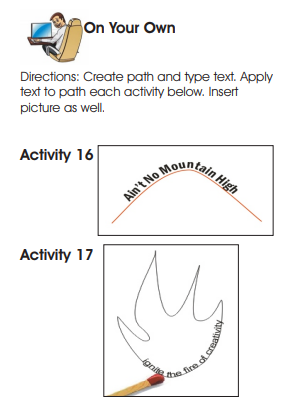 On Your Own
Directions: Create path and type text. Apply
text to path each activity below. Insert
picture as well.
Activity 16
Ain't No Mountain High
Activity 17
ignite the fire of creativity